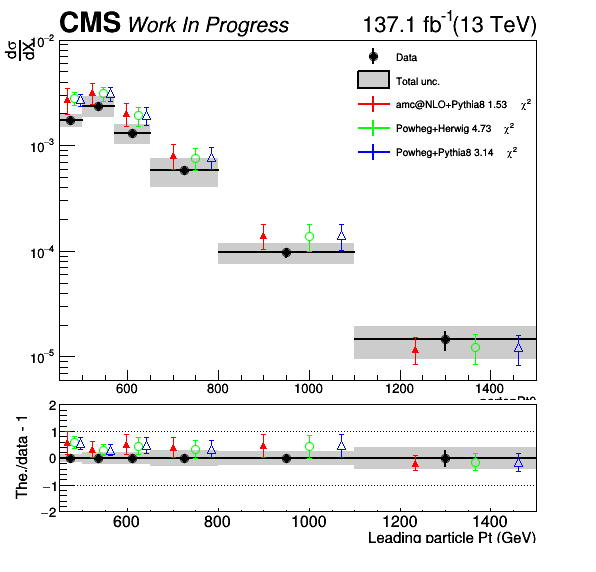 CMS Work In Progress 137.1 fb⁻¹(13 TeV)
dσ
dX
Data
Total unc.
amc@NLO+Pythia8 1.53 χ²
Powheg+Herwig 4.73 χ²
Powheg+Pythia8 3.14 χ²
10⁻²
10⁻³
10⁻⁴
10⁻⁵
600 800 1000 1200 1400
The./data - 1
2
1
0
−1
−2
600 800 1000 1200 1400
Leading particle Pt (GeV)